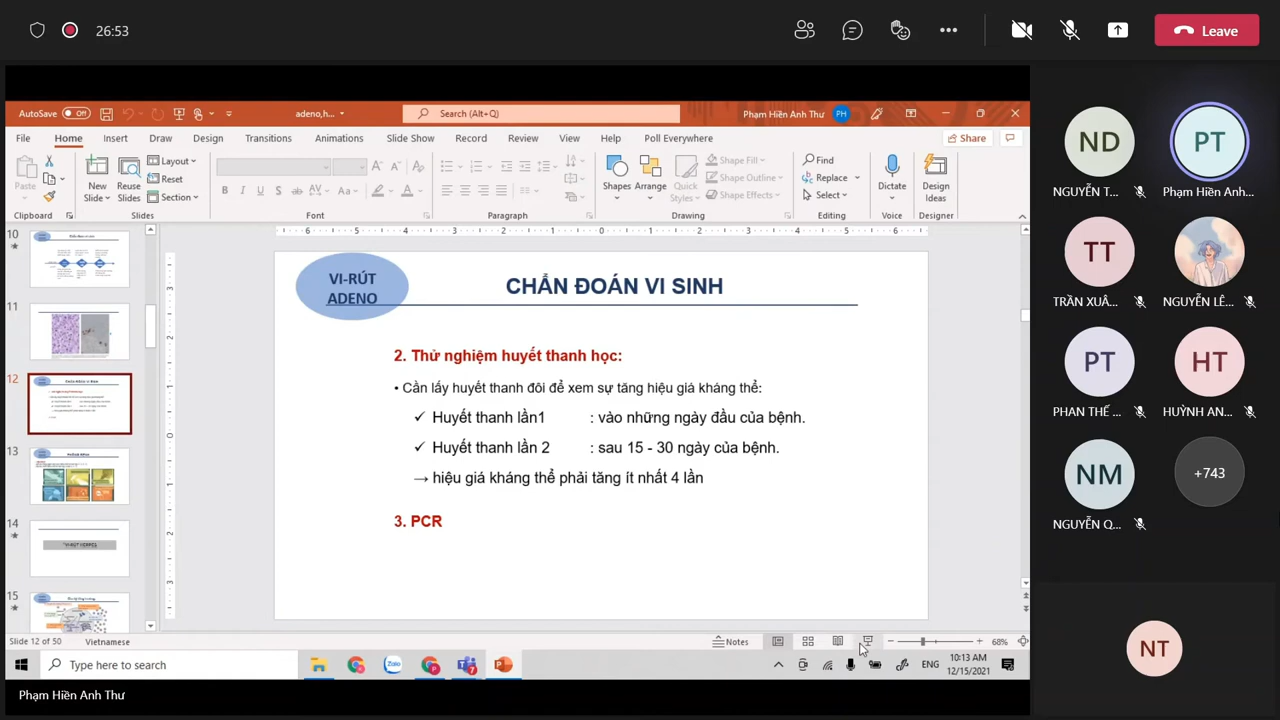 26:53
Leave
AutoSave Off
adeno,h...
Search (Alt+Q)
Phạm Hiền Anh Thư PH
File Home Insert Draw Design Transitions Animations Slide Show Record Review View Help Poll Everywhere Share
Paste
New Slide
Reuse Slides
Layout
Reset
Section
Shapes Arrange Quick Styles
Shape Fill
Shape Outline
Shape Effects
Find
Replace
Select
Dictate
Design Ideas
Clipboard Slides Font Paragraph Drawing Editing Voice Designer
10
11
12
13
14
15
VI-RÚT
ADENO
CHẨN ĐOÁN VI SINH
2. Thử nghiệm huyết thanh học:
• Cần lấy huyết thanh đôi để xem sự tăng hiệu giá kháng thể:
✓ Huyết thanh lần1 : vào những ngày đầu của bệnh.
✓ Huyết thanh lần 2 : sau 15 - 30 ngày của bệnh.
→ hiệu giá kháng thể phải tăng ít nhất 4 lần
3. PCR
Slide 12 of 50 Vietnamese Notes 68%
Type here to search
Zalo
ENG
10:13 AM
12/15/2021
Phạm Hiền Anh Thư
ND
NGUYỄN T...
PT
Phạm Hiền Anh...
TT
TRẦN XUÂ...
NGUYỄN LÊ...
PT
PHAN THẾ ...
HT
HUỲNH AN...
NM
NGUYỄN Q...
+743
NT